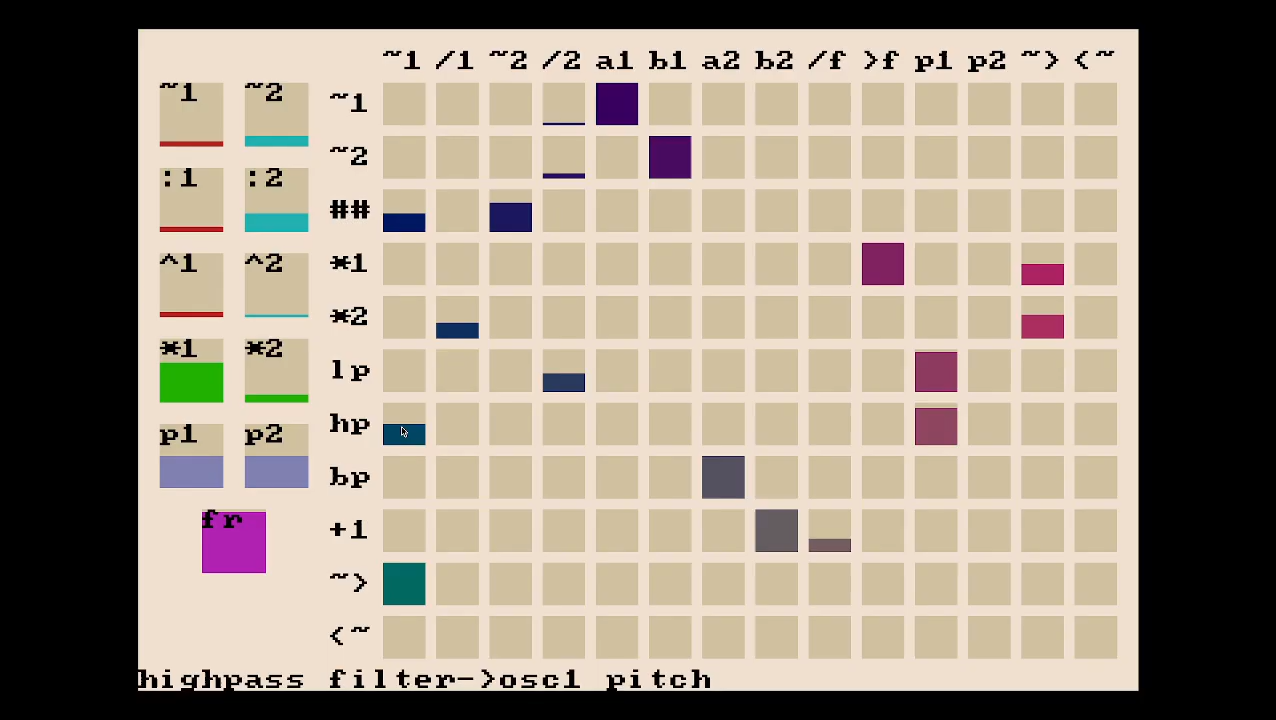 ~1 /1 ~2 /2 a1 b1 a2 b2 /f >f p1 p2 ~> <~
~1 ~2 ~1
~2
:1 :2 ##
^1 ^2 *1
*2
*1 *2 lp
p1 p2 hp
bp
fr +1
~>
<~
highpass filter->osc1 pitch